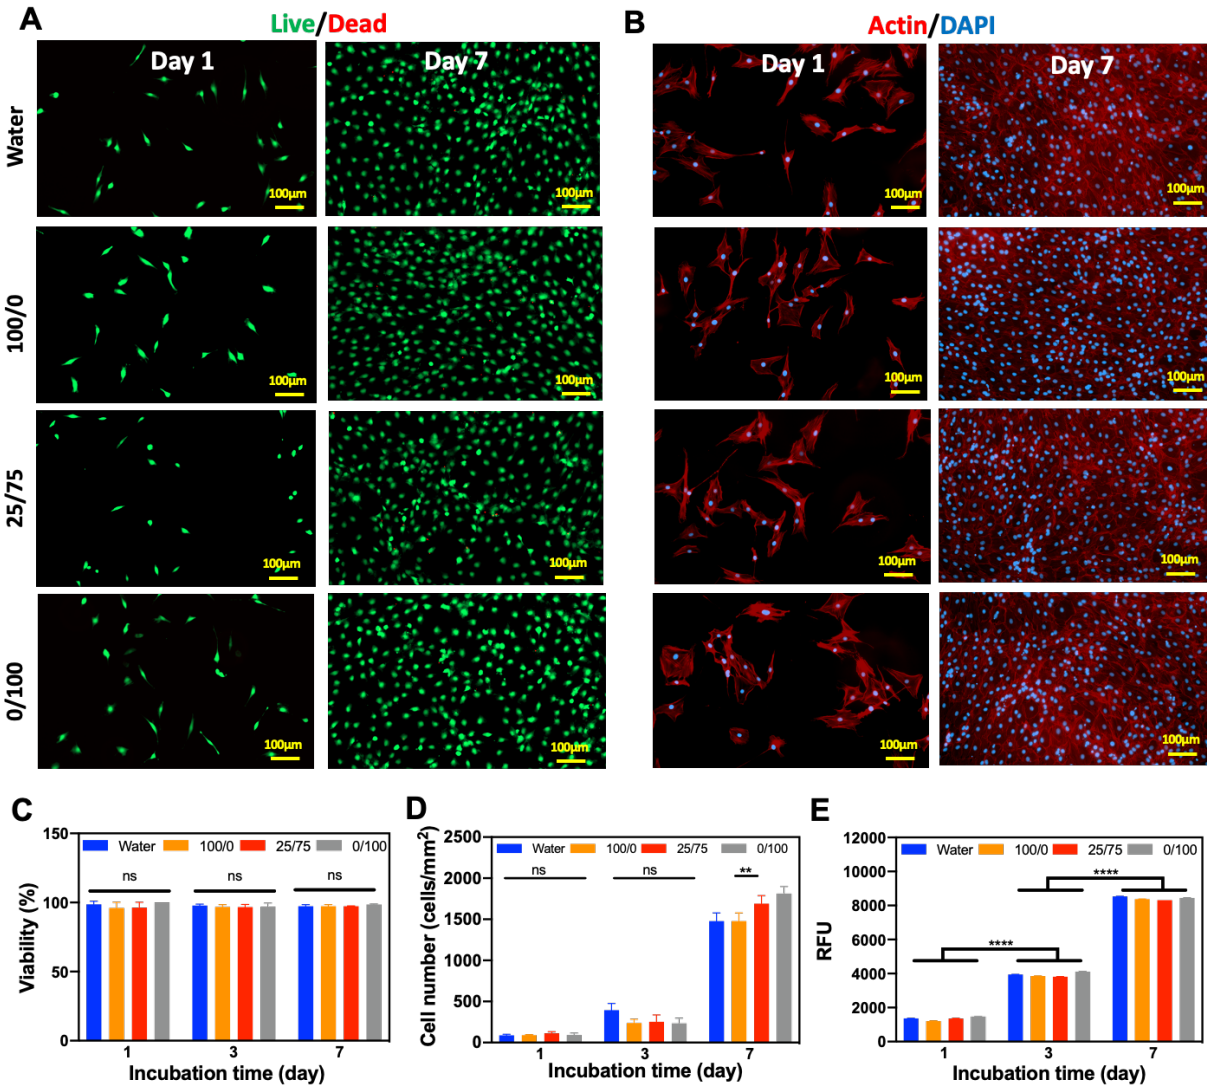 A
Live/Dead
B
Actin/DAPI
Day 1
Day 7
Day 1
Day 7
Water
100µm
100µm
100µm
100µm
100/0
100µm
100µm
100µm
100µm
25/75
100µm
100µm
100µm
100µm
0/100
100µm
100µm
100µm
100µm
C
Viability (%)
150
100
50
0
Water 100/0 25/75 0/100
ns
ns
ns
1 3 7
Incubation time (day)
D
Cell number (cells/mm²)
2500
2000
1500
1000
500
0
Water 100/0 25/75 0/100
ns
ns
**
1 3 7
Incubation time (day)
E
RFU
12000
10000
8000
6000
4000
2000
0
Water 100/0 25/75 0/100
****
****
1 3 7
Incubation time (day)